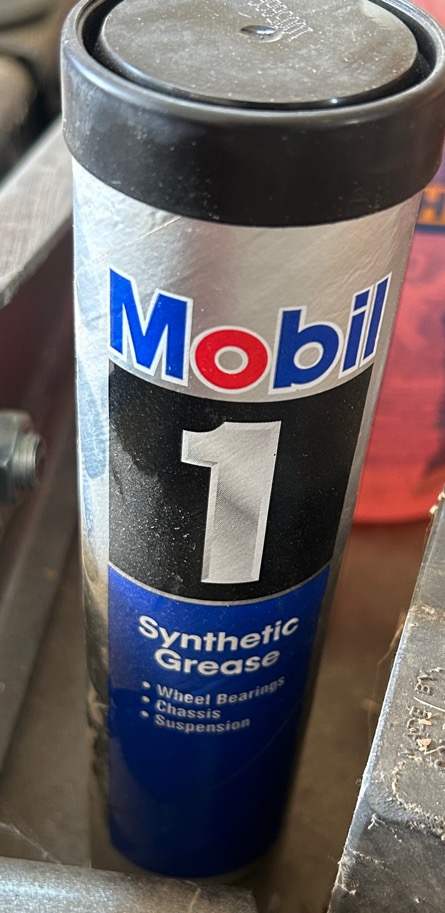 Mobil
1
Synthetic
Grease
• Wheel Bearings
• Chassis
• Suspension